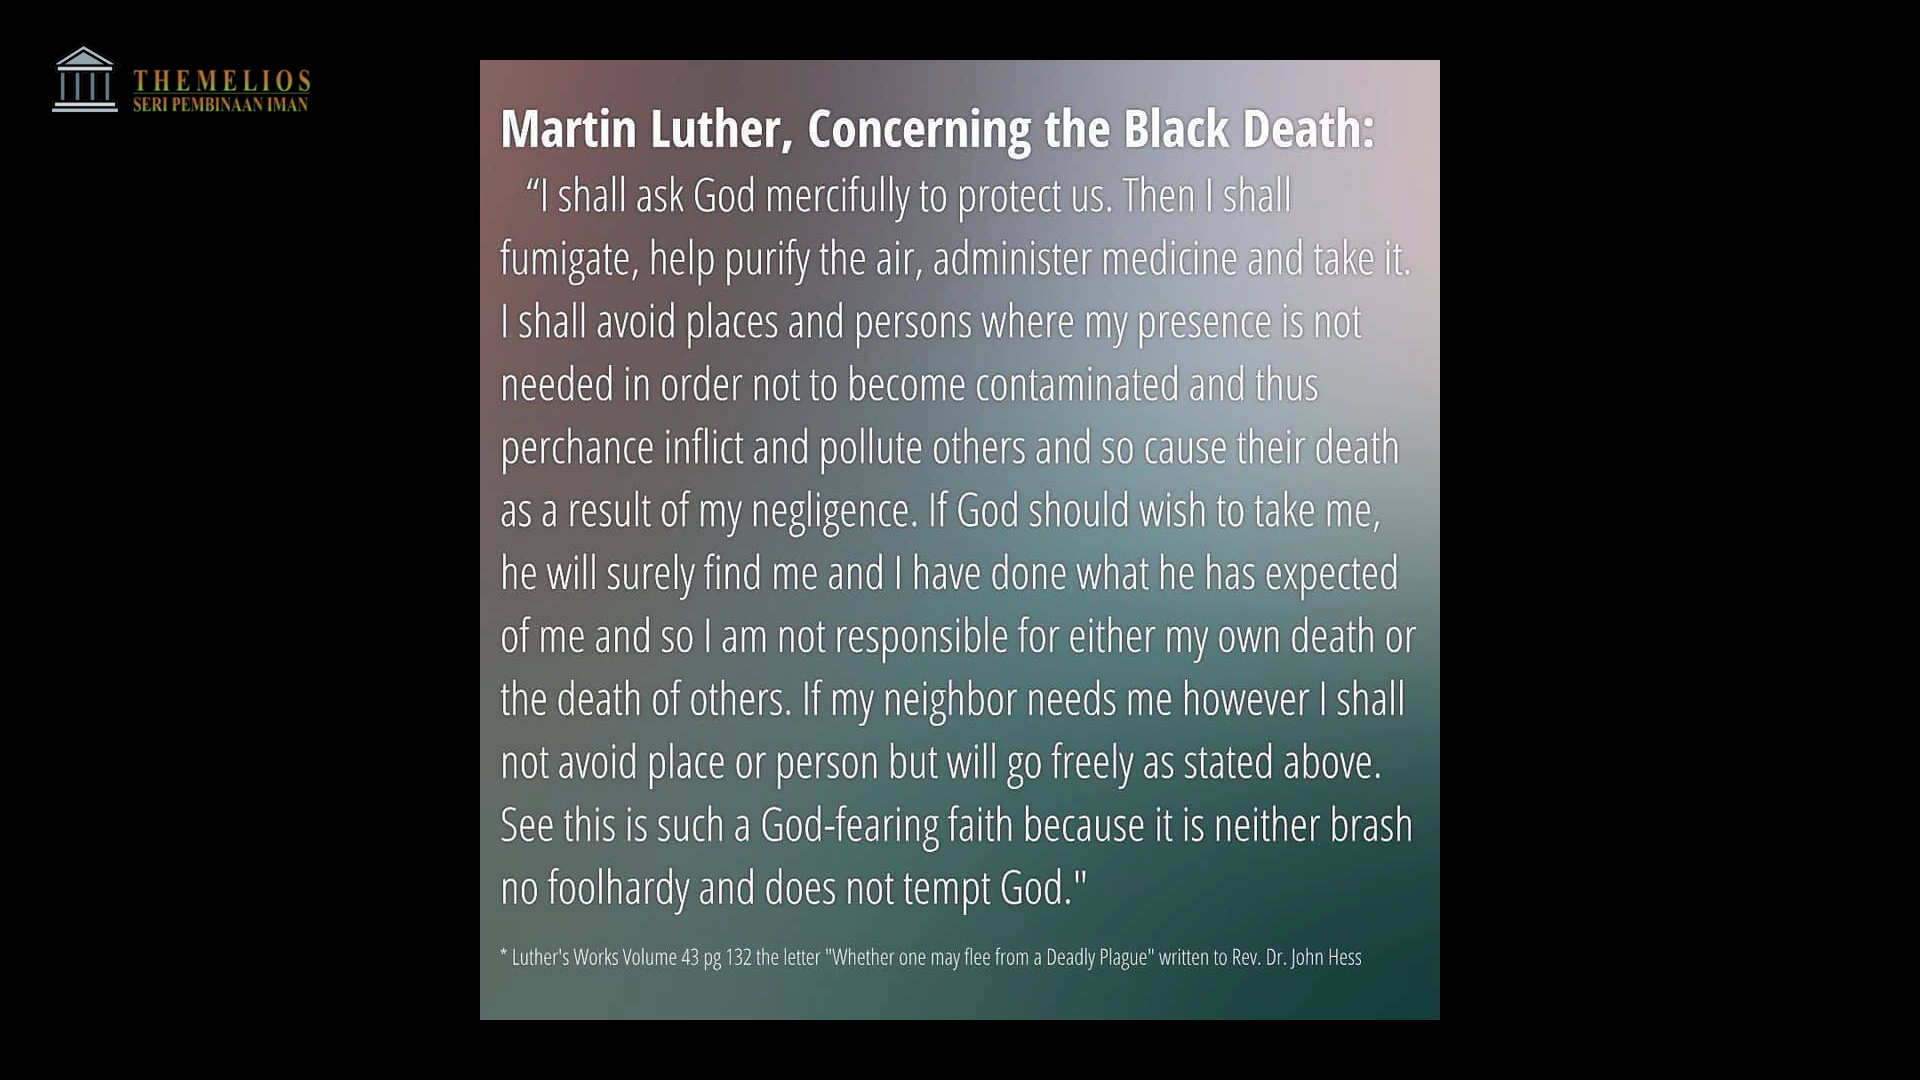 THEMELIOS
SERI PEMBINAAN IMAN
Martin Luther, Concerning the Black Death:
“I shall ask God mercifully to protect us. Then I shall
fumigate, help purify the air, administer medicine and take it.
I shall avoid places and persons where my presence is not
needed in order not to become contaminated and thus
perchance inflict and pollute others and so cause their death
as a result of my negligence. If God should wish to take me,
he will surely find me and I have done what he has expected
of me and so I am not responsible for either my own death or
the death of others. If my neighbor needs me however I shall
not avoid place or person but will go freely as stated above.
See this is such a God-fearing faith because it is neither brash
no foolhardy and does not tempt God."
* Luther's Works Volume 43 pg 132 the letter "Whether one may flee from a Deadly Plague" written to Rev. Dr. John Hess